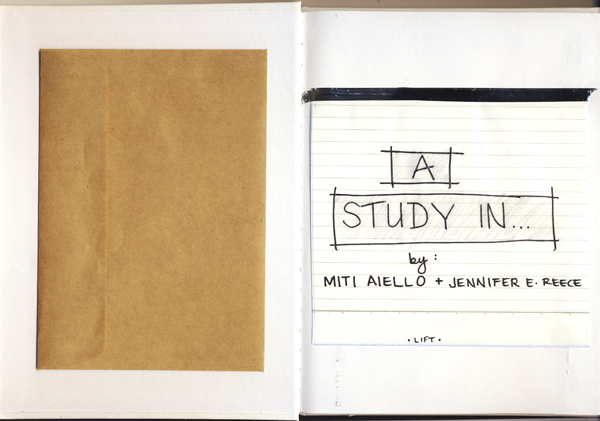 A
STUDY IN...
by:
MITI AIELLO + JENNIFER E. REECE
• LIFT •